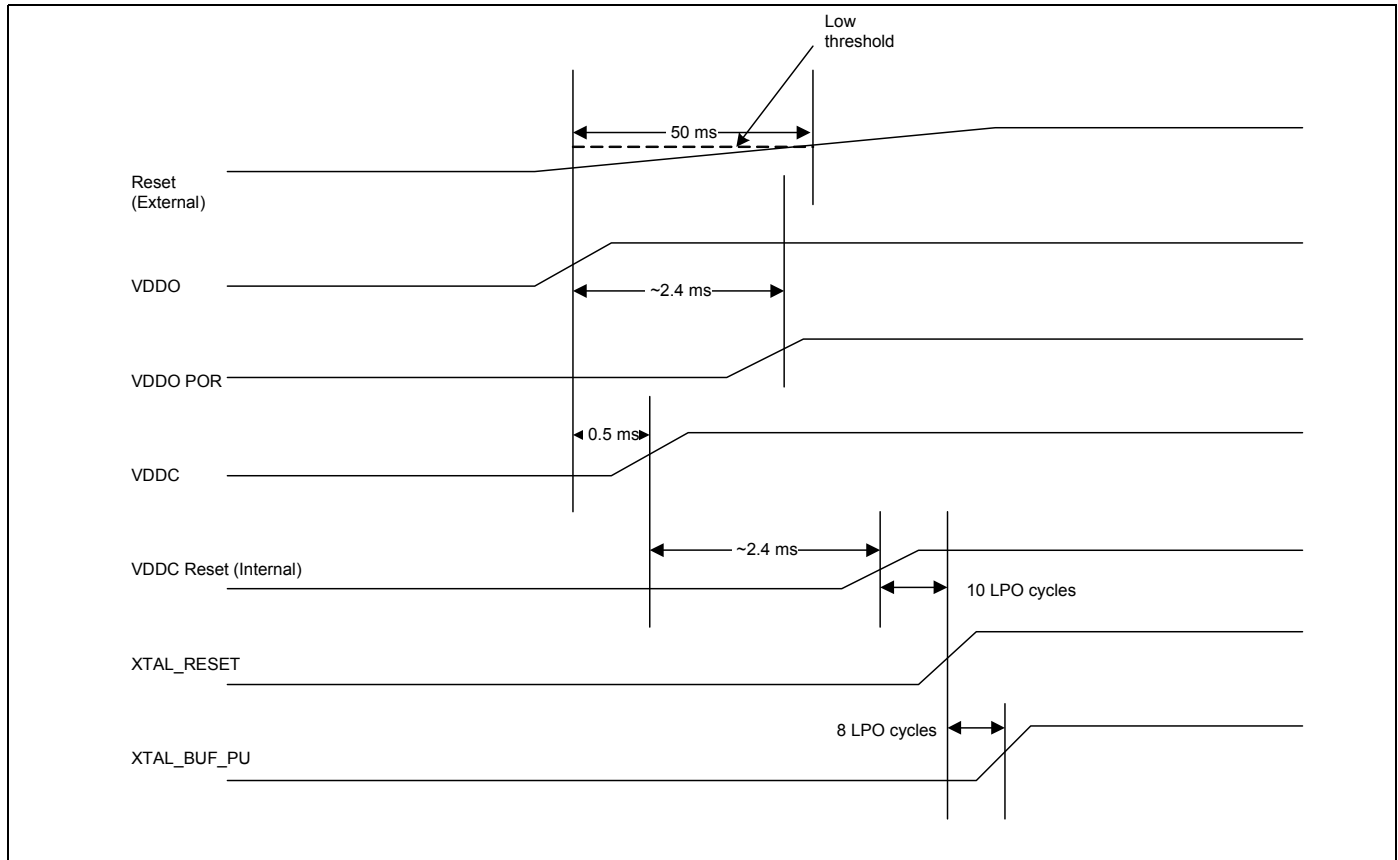 Low
threshold
50 ms
Reset
(External)
VDDO
~2.4 ms
VDDO POR
0.5 ms
VDDC
~2.4 ms
VDDC Reset (Internal)
10 LPO cycles
XTAL_RESET
8 LPO cycles
XTAL_BUF_PU